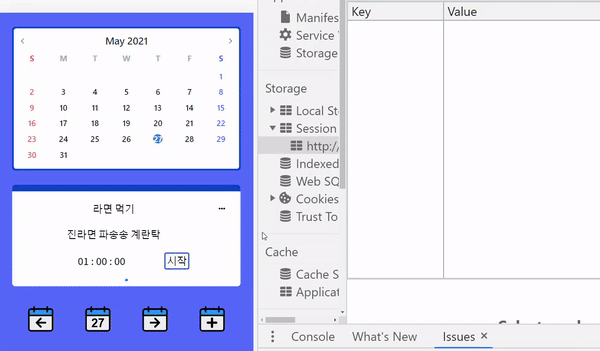 May 2021
S M T W T F S
1
2 3 4 5 6 7 8
9 10 11 12 13 14 15
16 17 18 19 20 21 22
23 24 25 26 27 28 29
30 31
라면 먹기
진라면 파송송 계란탁
01 : 00 : 00 시작
27
Manifes
Service
Storage
Storage
Local Sto
Session
http:/
Indexed
Web SQ
Cookies
Trust To
Cache
Cache S
Applicat
Key Value
Console What's New Issues